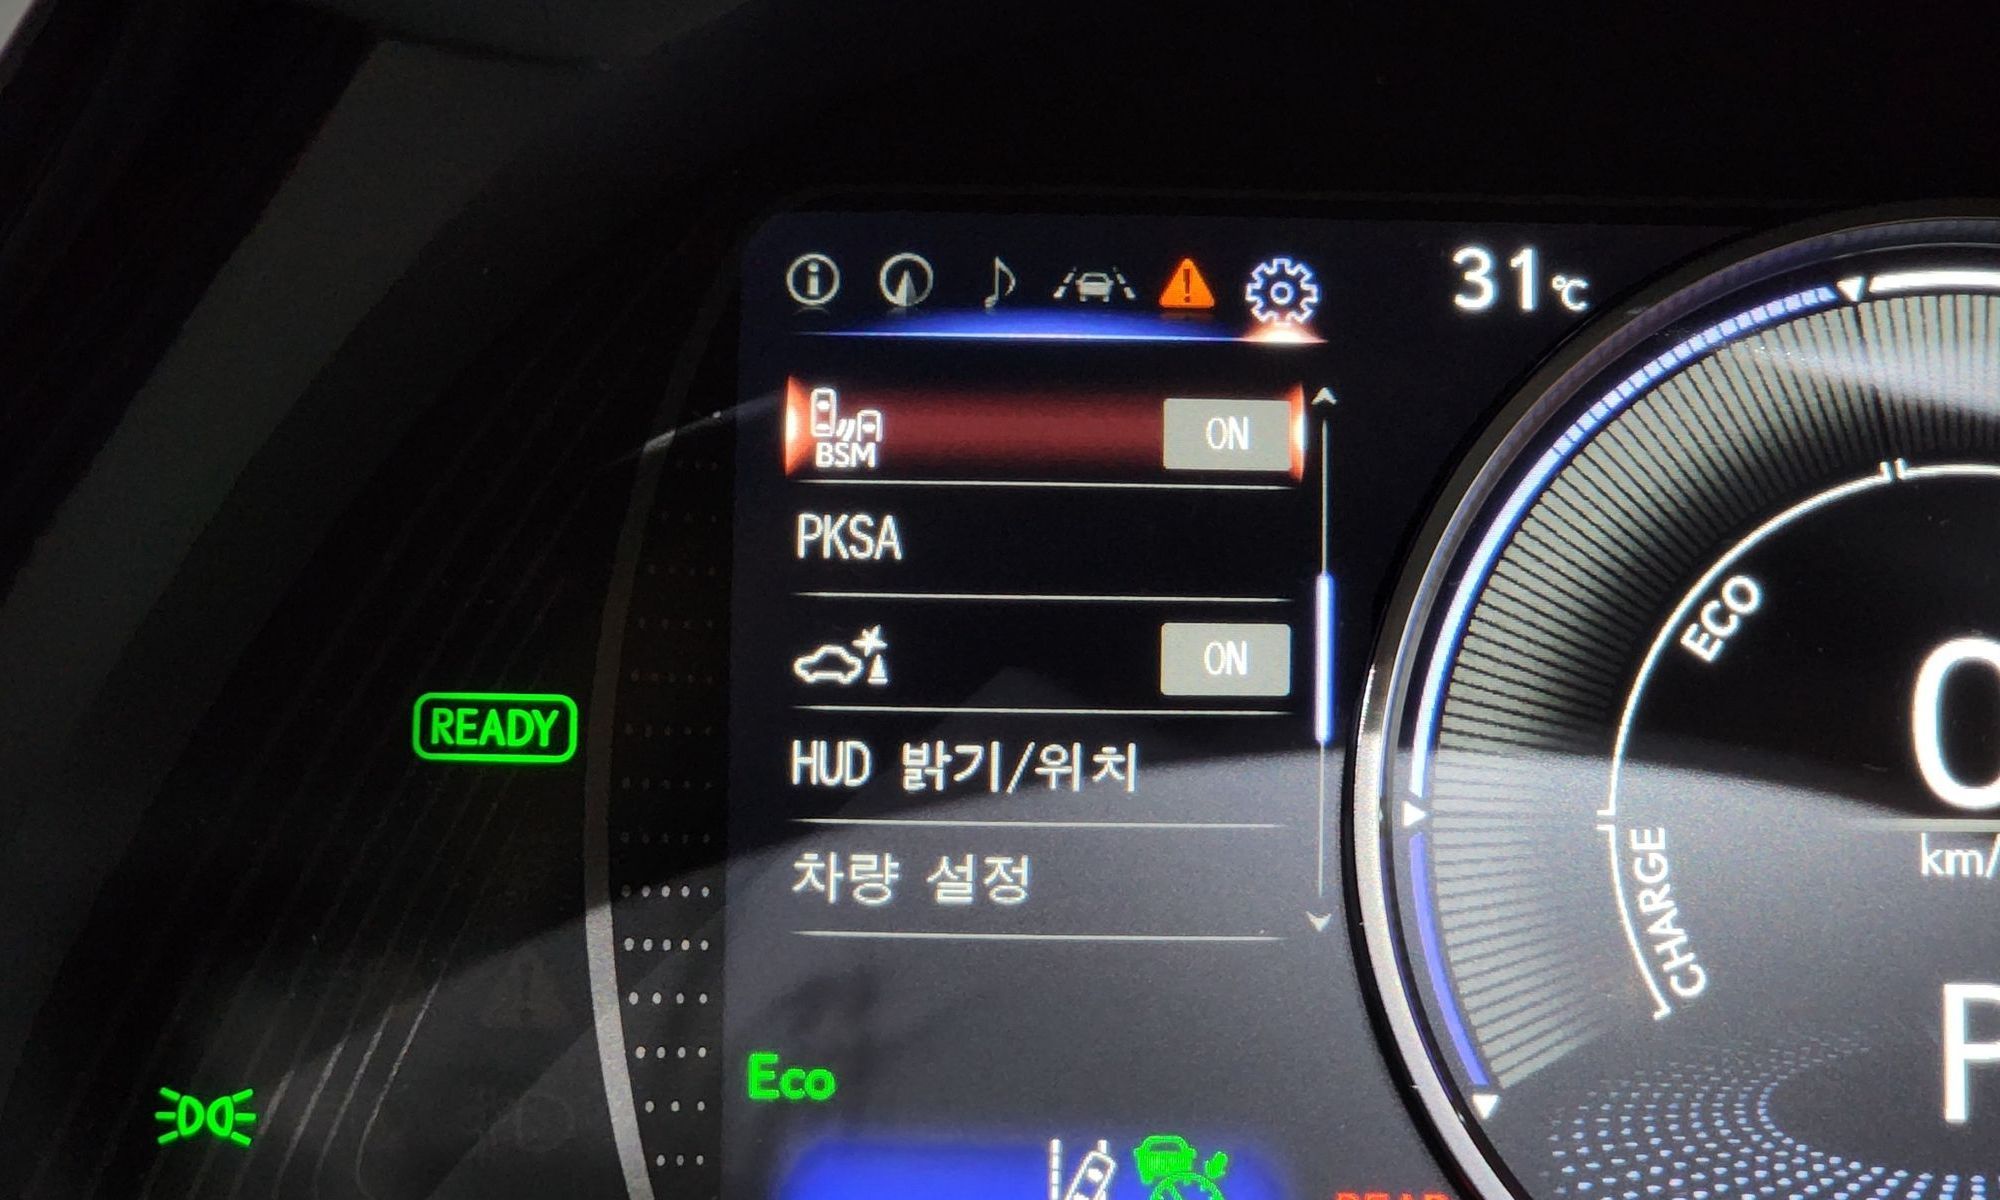 31℃
BSM ON
PKSA
ON
HUD 밝기/위치
차량 설정
READY
Eco
ECO
CHARGE
0
km/
P